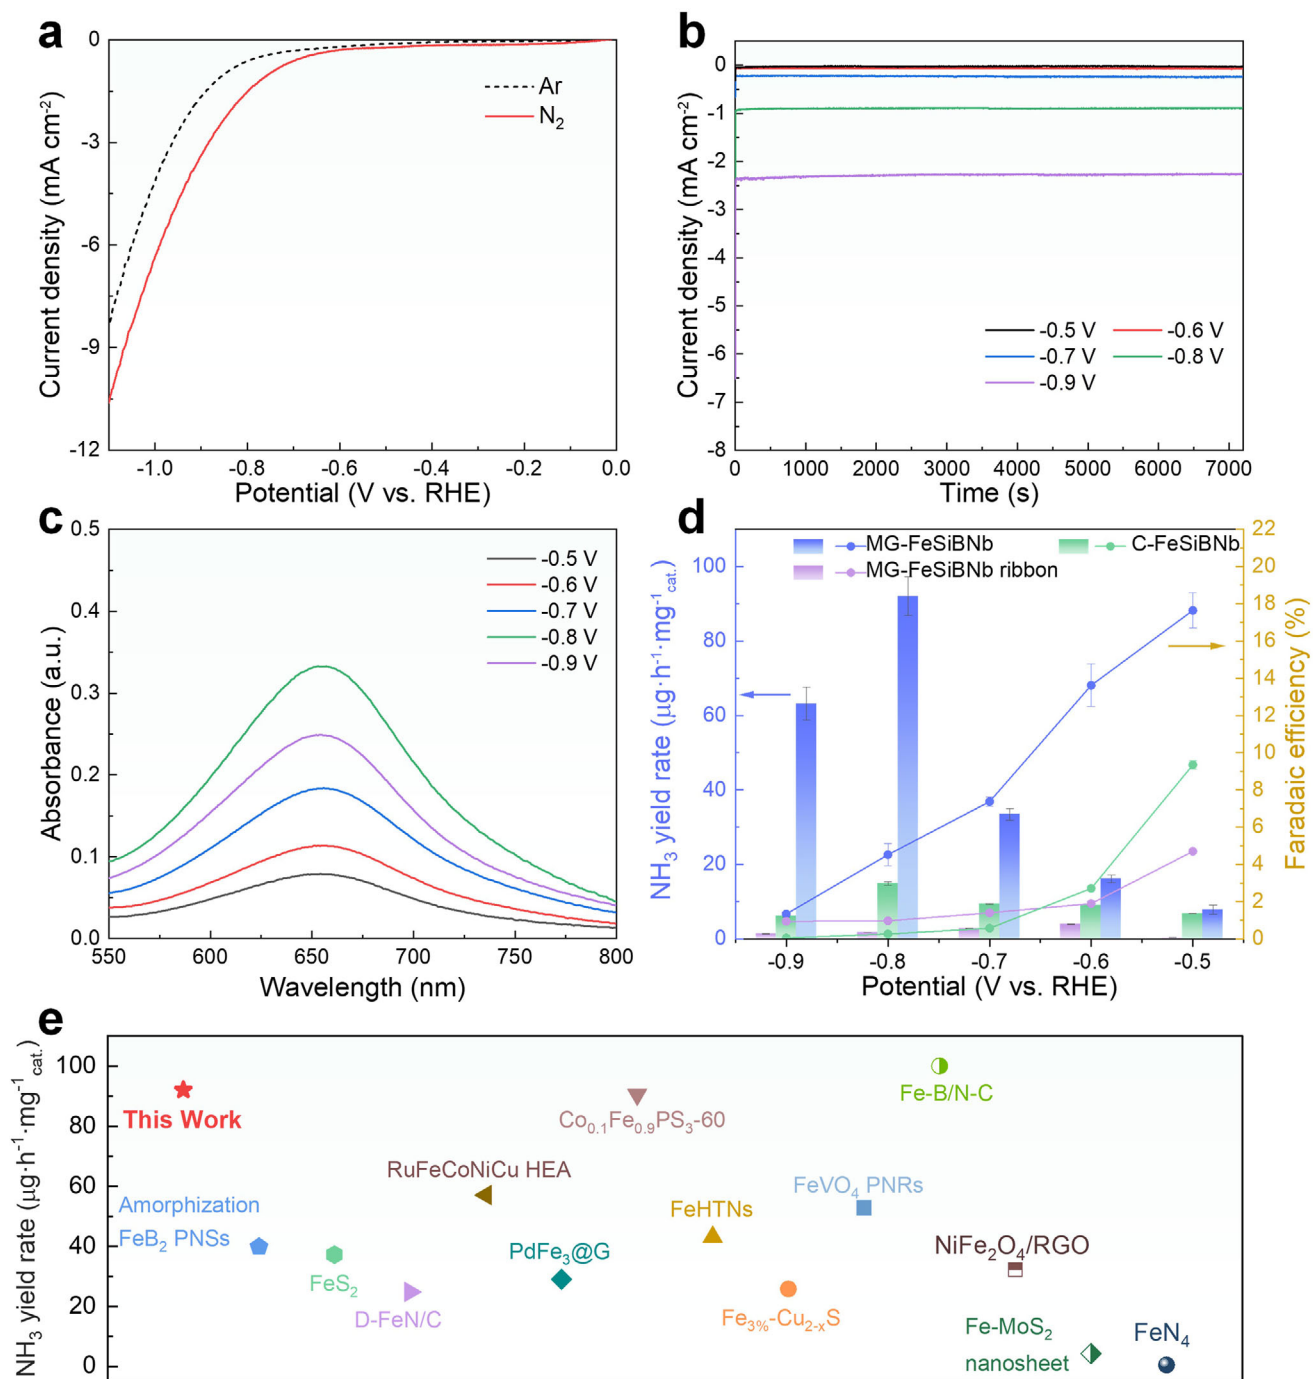 a
0
-3
-6
-9
-12
Current density (mA cm⁻²)
Ar
N₂
-1.0 -0.8 -0.6 -0.4 -0.2 0.0
Potential (V vs. RHE)
b
0
-1
-2
-3
-4
-5
-6
-7
-8
Current density (mA cm⁻²)
-0.5 V -0.6 V
-0.7 V -0.8 V
-0.9 V
0 1000 2000 3000 4000 5000 6000 7000
Time (s)
c
0.5
0.4
0.3
0.2
0.1
0.0
Absorbance (a.u.)
-0.5 V
-0.6 V
-0.7 V
-0.8 V
-0.9 V
550 600 650 700 750 800
Wavelength (nm)
d
100
80
60
40
20
0
NH₃ yield rate (μg·h⁻¹·mg⁻¹cat.)
MG-FeSiBNb C-FeSiBNb
MG-FeSiBNb ribbon
22
20
18
16
14
12
10
8
6
4
2
0
Faradaic efficiency (%)
-0.9 -0.8 -0.7 -0.6 -0.5
Potential (V vs. RHE)
e
100
80
60
40
20
0
NH₃ yield rate (μg·h⁻¹·mg⁻¹cat.)
This Work
Amorphization
FeB₂ PNSs
FeS₂
D-FeN/C
RuFeCoNiCu HEA
PdFe₃@G
Co₀.₁Fe₀.₉PS₃-60
FeHTNs
Fe₃%-Cu₂₋ₓS
FeVO₄ PNRs
Fe-B/N-C
NiFe₂O₄/RGO
Fe-MoS₂
nanosheet
FeN₄